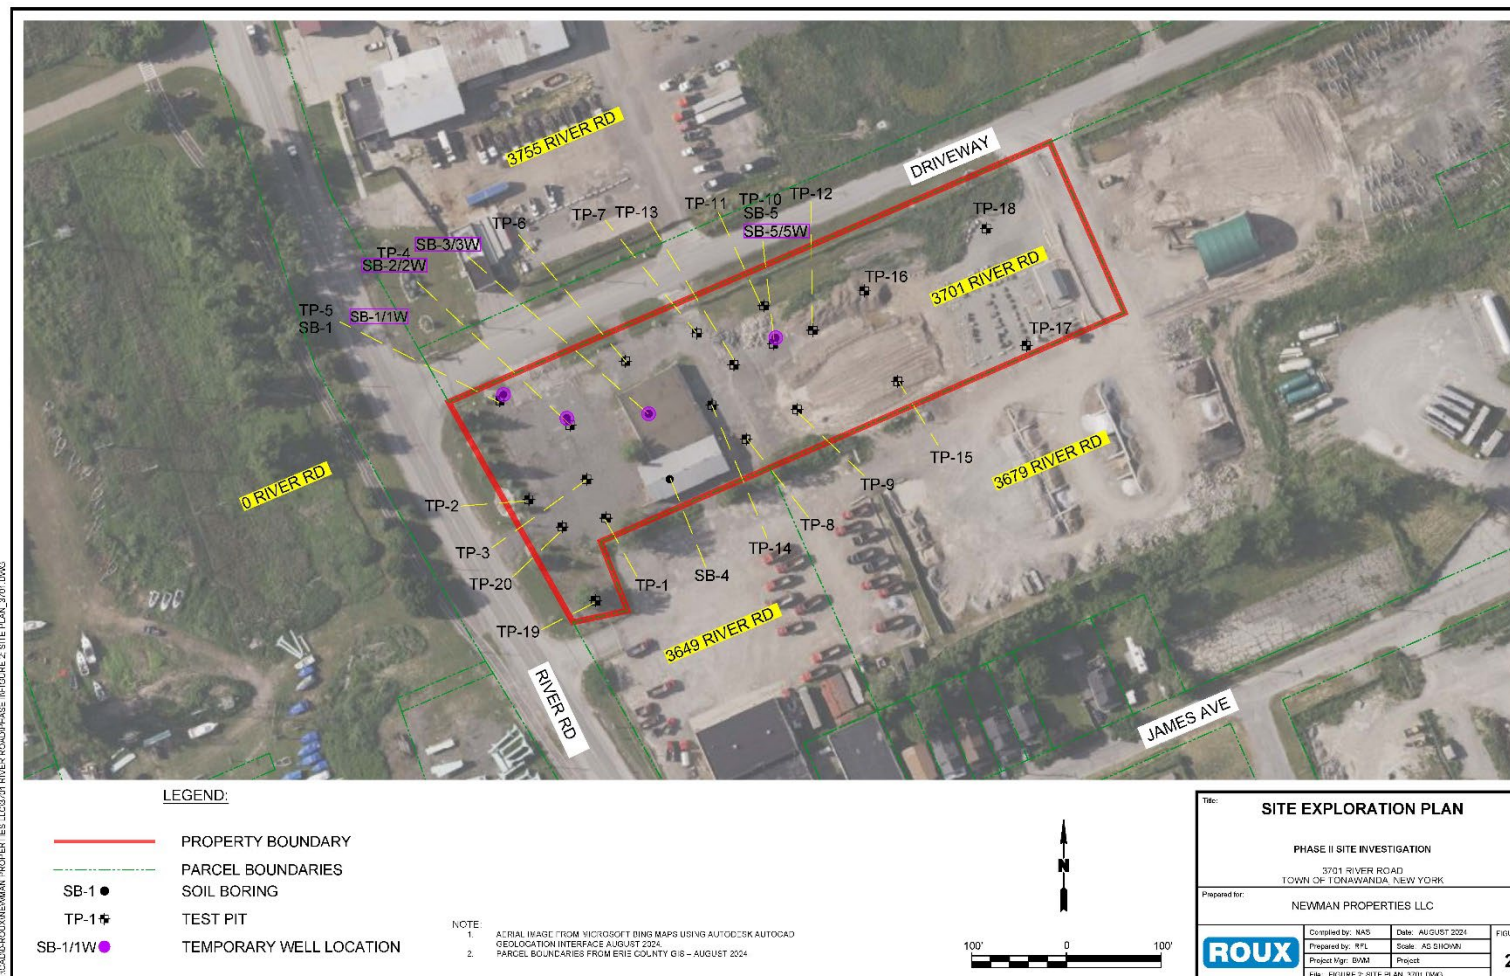 3755 RIVER RD
DRIVEWAY
TP-6
TP-7
TP-13
TP-11
TP-10
SB-5
SB-5/5W
TP-12
TP-18
SB-3/3W
TP-4
SB-2/2W
TP-5
SB-1
SB-1/1W
TP-16
3701 RIVER RD
TP-17
0 RIVER RD
TP-2
TP-3
TP-20
TP-19
TP-1
SB-4
TP-14
TP-8
TP-9
TP-15
3679 RIVER RD
3649 RIVER RD
RIVER RD
JAMES AVE
LEGEND:
PROPERTY BOUNDARY
PARCEL BOUNDARIES
SB-1 SOIL BORING
TP-1 TEST PIT
SB-1/1W TEMPORARY WELL LOCATION
NOTE:
1. AERIAL IMAGE FROM MICROSOFT BING MAPS USING AUTODESK AUTOCAD
GEOLOCATION INTERFACE AUGUST 2024.
2. PARCEL BOUNDARIES FROM ERIE COUNTY GIS – AUGUST 2024
N
100' 0 100'
Title:
SITE EXPLORATION PLAN
PHASE II SITE INVESTIGATION
3701 RIVER ROAD
TOWN OF TONAWANDA, NEW YORK
Prepared for:
NEWMAN PROPERTIES LLC
ROUX
Compiled by: NAS
Date: AUGUST 2024
Prepared by: RFL
Scale: AS SHOWN
Project Mgr: BWM
Project
File: FIGURE 2; SITE PLAN_3701.DWG
2